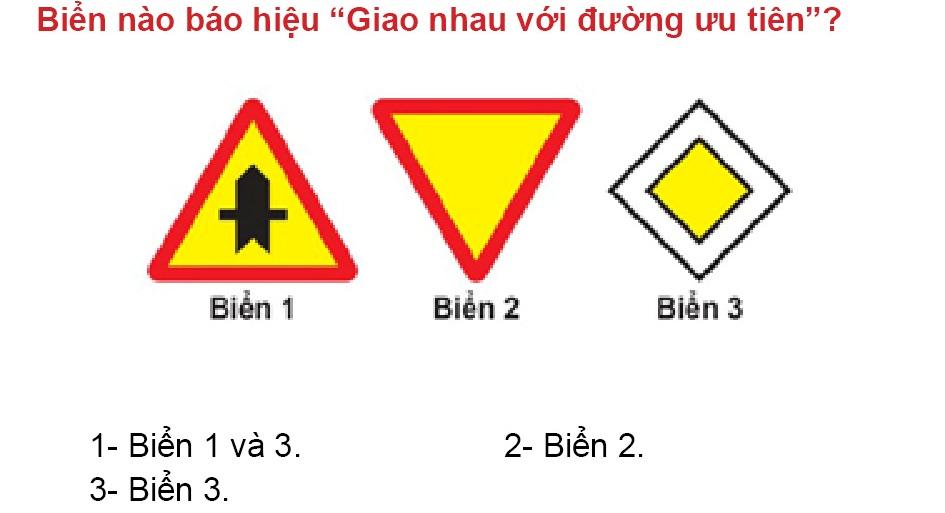 Biển nào báo hiệu “Giao nhau với đường ưu tiên”?
Biển 1 Biển 2 Biển 3
1- Biển 1 và 3. 2- Biển 2.
3- Biển 3.